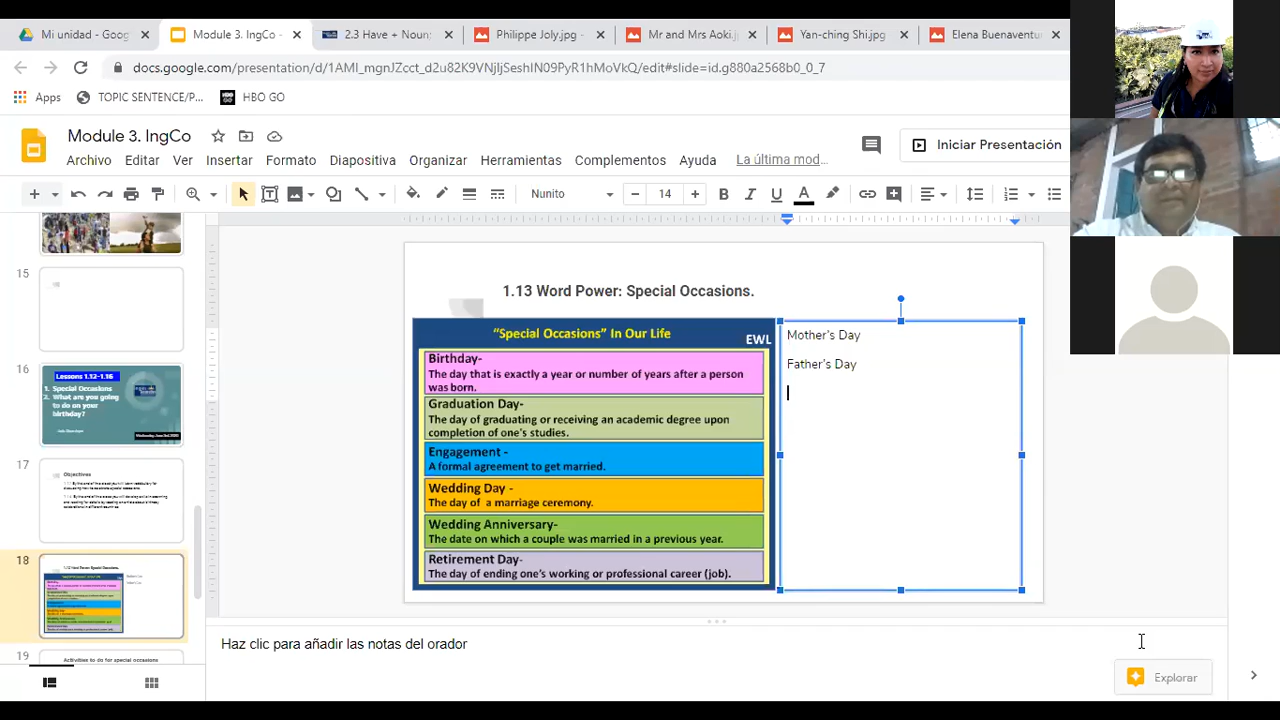 Mi unidad - Goog
Module 3. IngCo -
2.3 Have + No
Philippe Joly.jpg -
Mr and Mrs Aoki
Yan-ching Shi.jpg
Elena Buenaventu
docs.google.com/presentation/d/1AMl_mgnJZcct_d2u82K9VN
Apps
TOPIC SENTENCE/P...
HBO GO
Module 3. IngCo
Archivo Editar Ver Insertar Formato Diapositiva Organizar Herramientas Complementos Ayuda La última mod...
Iniciar Presentación
Nunito
14
15
16
Lessons 1.12-1.16
1. Special Occasions
2. What are you going to do on your birthday?
17
Objectives
18
19
Activities to do for special occasions
1.13 Word Power: Special Occasions.
“Special Occasions” In Our Life
EWL
Birthday-
The day that is exactly a year or number of years after a person
was born.
Graduation Day-
The day of graduating or receiving an academic degree upon
completion of one's studies.
Engagement -
A formal agreement to get married.
Wedding Day -
The day of a marriage ceremony.
Wedding Anniversary-
The date on which a couple was married in a previous year.
Retirement Day-
The day of ending one's working or professional career (job).
Mother's Day
Father's Day
Haz clic para añadir las notas del orador
Explorar